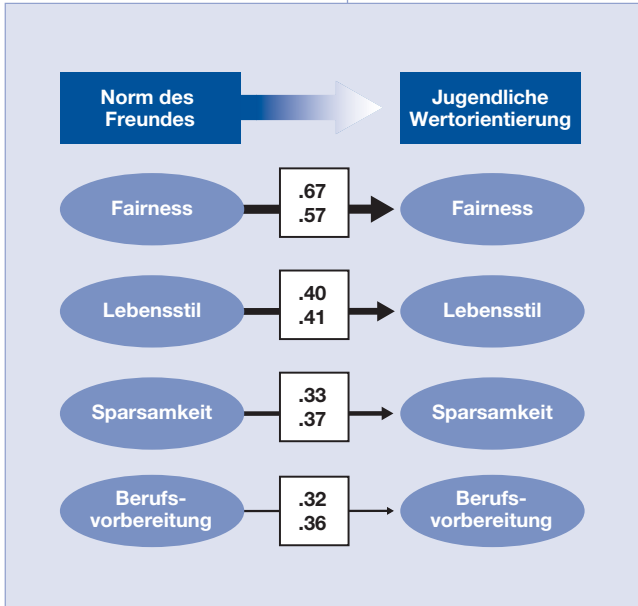 Norm des
Freundes
Jugendliche
Wertorientierung
Fairness
.67
.57
Fairness
Lebensstil
.40
.41
Lebensstil
Sparsamkeit
.33
.37
Sparsamkeit
Berufs-
vorbereitung
.32
.36
Berufs-
vorbereitung